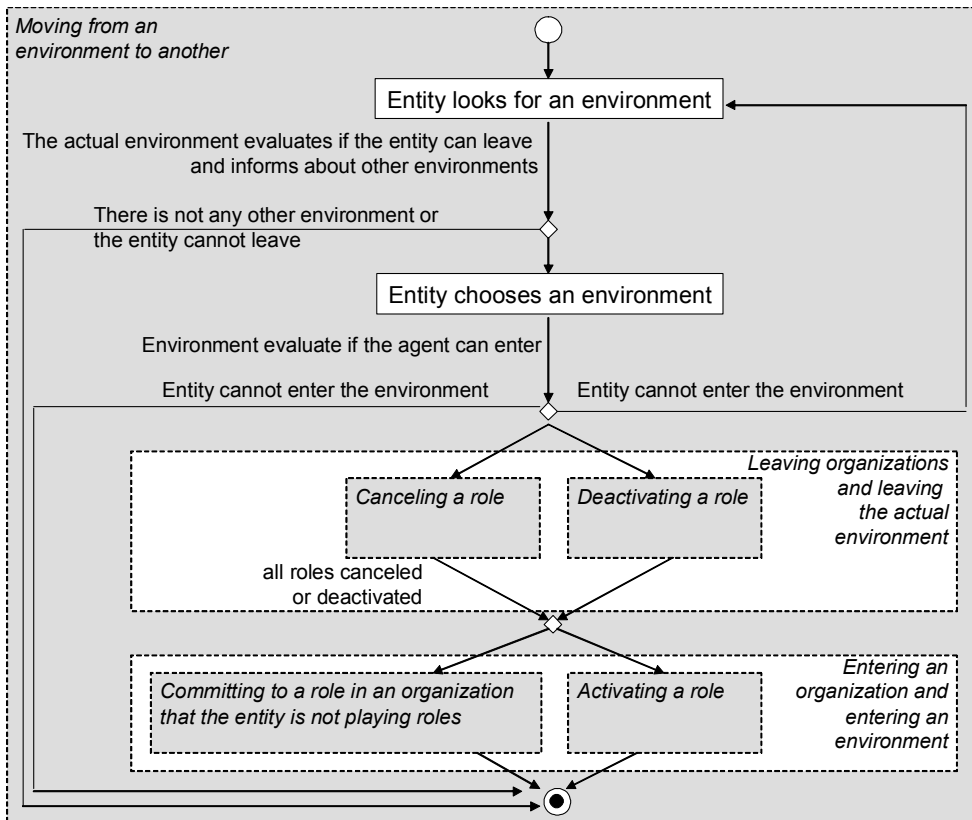 Moving from an
environment to another
Entity looks for an environment
The actual environment evaluates if the entity can leave
and informs about other environments
There is not any other environment or
the entity cannot leave
Entity chooses an environment
Environment evaluate if the agent can enter
Entity cannot enter the environment
Entity cannot enter the environment
Leaving organizations
and leaving
the actual
environment
Canceling a role
Deactivating a role
all roles canceled
or deactivated
Entering an
organization and
entering an
environment
Committing to a role in an organization
that the entity is not playing roles
Activating a role